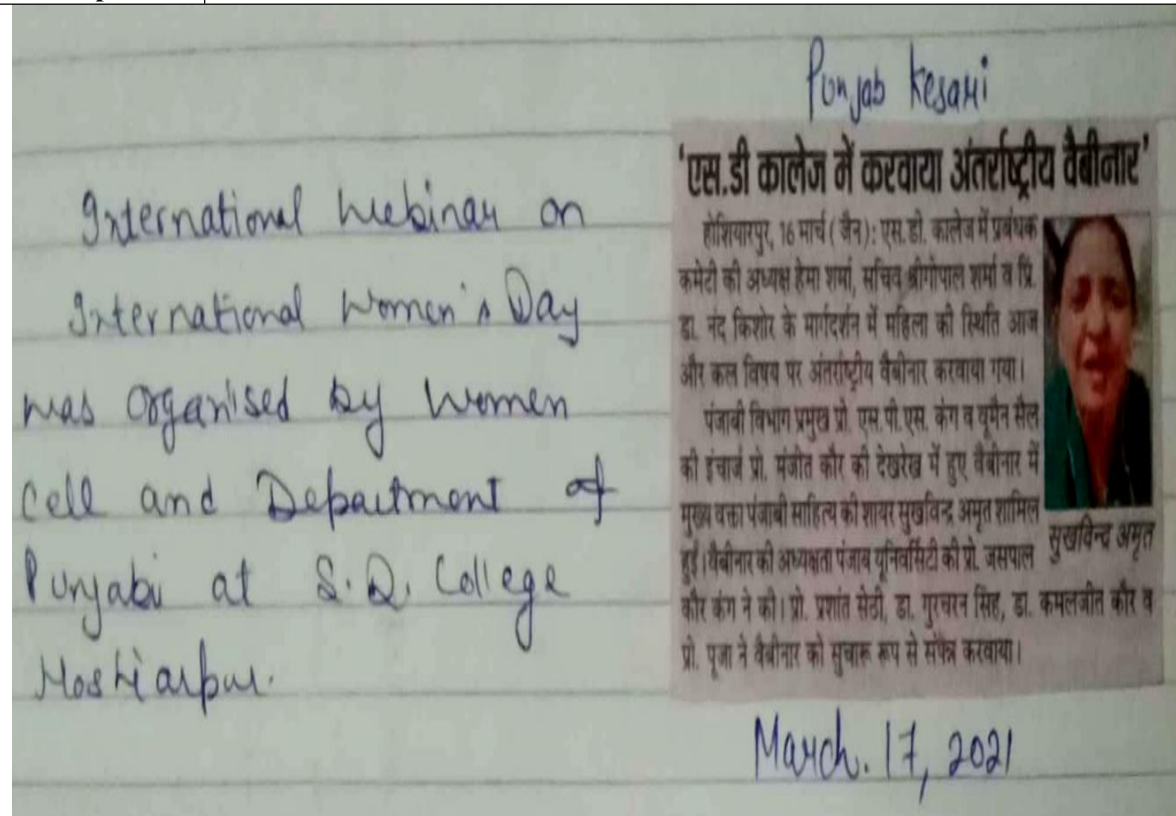 International Webinar on
International Women's Day
was organised by Women
Cell and Department of
Punjabi at S.D. College
Hoshiarpur.
Punjab Kesari
'एस.डी कालेज में करवाया अंतर्राष्ट्रीय वैबीनार'
होशियारपुर, 16 मार्च (जैन): एस.डी. कालेज में प्रबंधक
कमेटी की अध्यक्ष हेमा शर्मा, सचिव श्रीगोपाल शर्मा व प्रिं.
डा. नंद किशोर के मार्गदर्शन में महिला की स्थिति आज
और कल विषय पर अंतर्राष्ट्रीय वैबीनार करवाया गया।
पंजाबी विभाग प्रमुख प्रो. एस.पी.एस. कंग व वूमैन सैल
की इंचार्ज प्रो. मंजीत कौर की देखरेख में हुए वैबीनार में
मुख्य वक्ता पंजाबी साहित्य की शायर सुखविन्द्र अमृत शामिल
हुईं। वैबीनार की अध्यक्षता पंजाब यूनिवर्सिटी की प्रो. जसपाल
कौर कंग ने की। प्रो. प्रशांत सेठी, डा. गुरचरन सिंह, डा. कमलजीत कौर व
प्रो. पूजा ने वैबीनार को सुचारू रूप से संपन्न करवाया।
सुखविन्द्र अमृत
March. 17, 2021